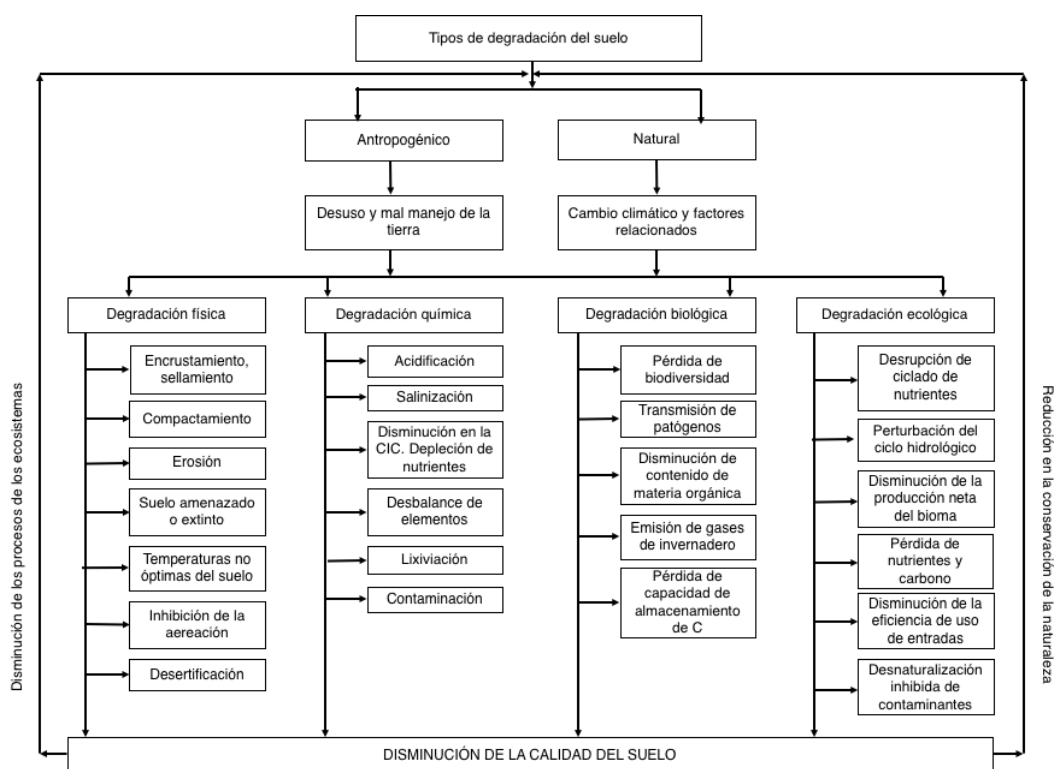 Tipos de degradación del suelo
Antropogénico
Natural
Desuso y mal manejo de la
tierra
Cambio climático y factores
relacionados
Degradación física
Degradación química
Degradación biológica
Degradación ecológica
Encrustamiento,
sellamiento
Compactamiento
Erosión
Suelo amenazado
o extinto
Temperaturas no
óptimas del suelo
Inhibición de la
aereación
Desertificación
Acidificación
Salinización
Disminución en la
CIC. Depleción de
nutrientes
Desbalance de
elementos
Lixiviación
Contaminación
Pérdida de
biodiversidad
Transmisión de
patógenos
Disminución de
contenido de
materia orgánica
Emisión de gases
de invernadero
Pérdida de
capacidad de
almacenamiento
de C
Desrupción de
ciclado de
nutrientes
Perturbación del
ciclo hidrológico
Disminución de la
producción neta
del bioma
Pérdida de
nutrientes y
carbono
Disminución de la
eficiencia de uso
de entradas
Desnaturalización
inhibida de
contaminantes
DISMINUCIÓN DE LA CALIDAD DEL SUELO
Disminución de los procesos de los ecosistemas
Reducción en la conservación de la naturaleza